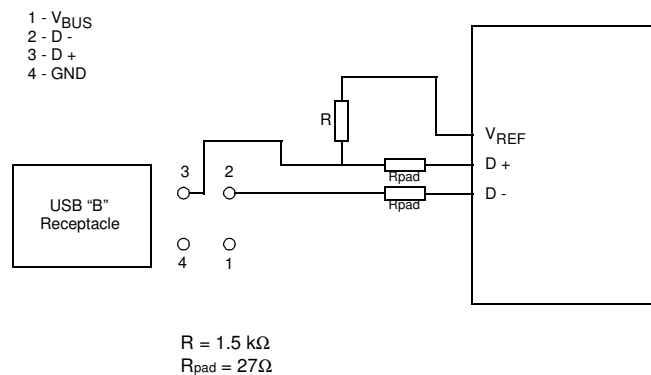 1 - VBUS
2 - D -
3 - D +
4 - GND
R
VREF
D +
Rpad
D -
Rpad
3
2
USB “B”
Receptacle
4
1
R = 1.5 kΩ
Rpad = 27Ω